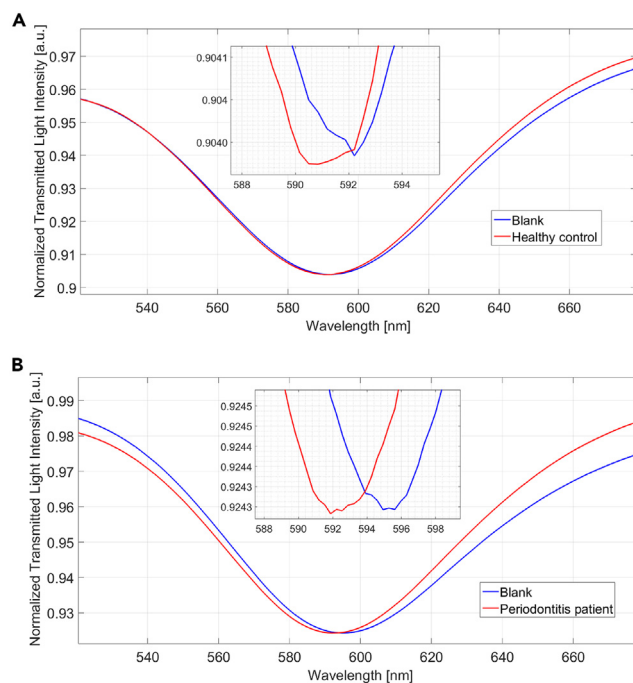 A
Normalized Transmitted Light Intensity [a.u.]
0.97
0.96
0.95
0.94
0.93
0.92
0.91
0.9
0.9041
0.904
0.9040
588 590 592 594
Blank
Healthy control
540 560 580 600 620 640 660
Wavelength [nm]
B
Normalized Transmitted Light Intensity [a.u.]
0.99
0.98
0.97
0.96
0.95
0.94
0.93
0.9245
0.9245
0.9244
0.9244
0.9243
0.9243
588 590 592 594 596 598
Blank
Periodontitis patient
540 560 580 600 620 640 660
Wavelength [nm]